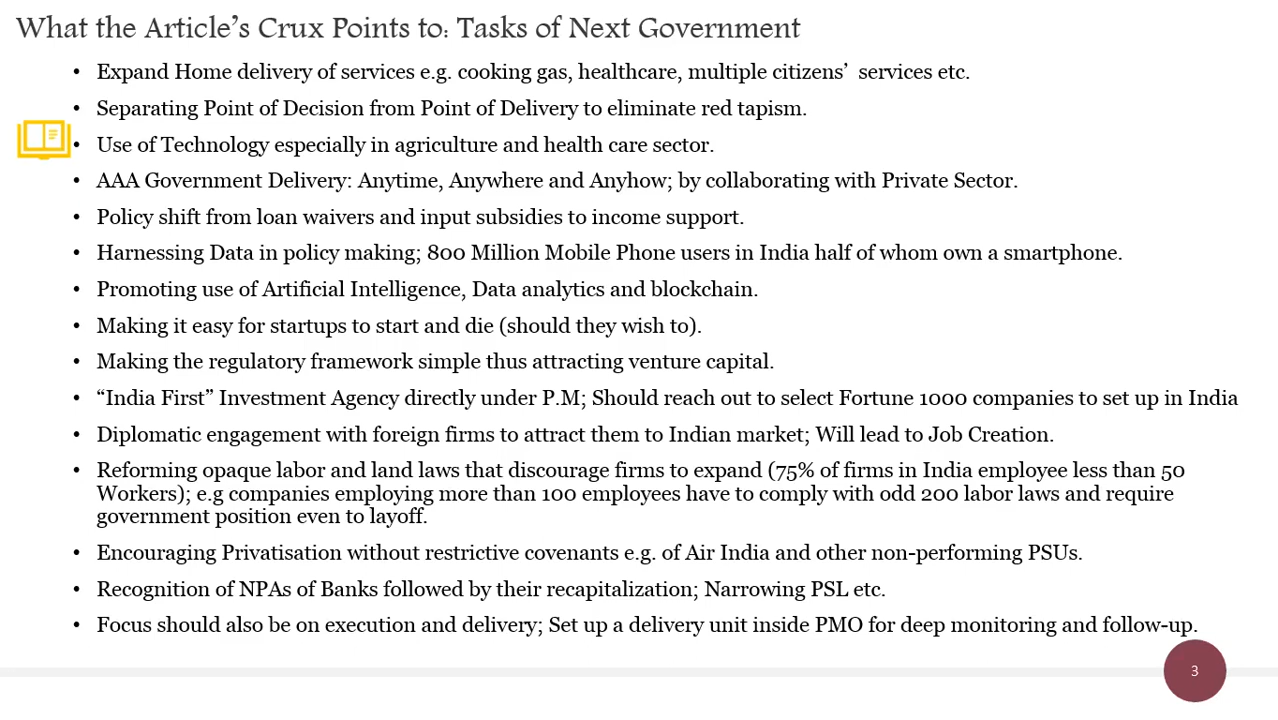 What the Article's Crux Points to: Tasks of Next Government
• Expand Home delivery of services e.g. cooking gas, healthcare, multiple citizens’ services etc.
• Separating Point of Decision from Point of Delivery to eliminate red tapism.
• Use of Technology especially in agriculture and health care sector.
• AAA Government Delivery: Anytime, Anywhere and Anyhow; by collaborating with Private Sector.
• Policy shift from loan waivers and input subsidies to income support.
• Harnessing Data in policy making; 800 Million Mobile Phone users in India half of whom own a smartphone.
• Promoting use of Artificial Intelligence, Data analytics and blockchain.
• Making it easy for startups to start and die (should they wish to).
• Making the regulatory framework simple thus attracting venture capital.
• “India First” Investment Agency directly under P.M; Should reach out to select Fortune 1000 companies to set up in India
• Diplomatic engagement with foreign firms to attract them to Indian market; Will lead to Job Creation.
• Reforming opaque labor and land laws that discourage firms to expand (75% of firms in India employee less than 50
Workers); e.g companies employing more than 100 employees have to comply with odd 200 labor laws and require
government position even to layoff.
• Encouraging Privatisation without restrictive covenants e.g. of Air India and other non-performing PSUs.
• Recognition of NPAs of Banks followed by their recapitalization; Narrowing PSL etc.
• Focus should also be on execution and delivery; Set up a delivery unit inside PMO for deep monitoring and follow-up.
3